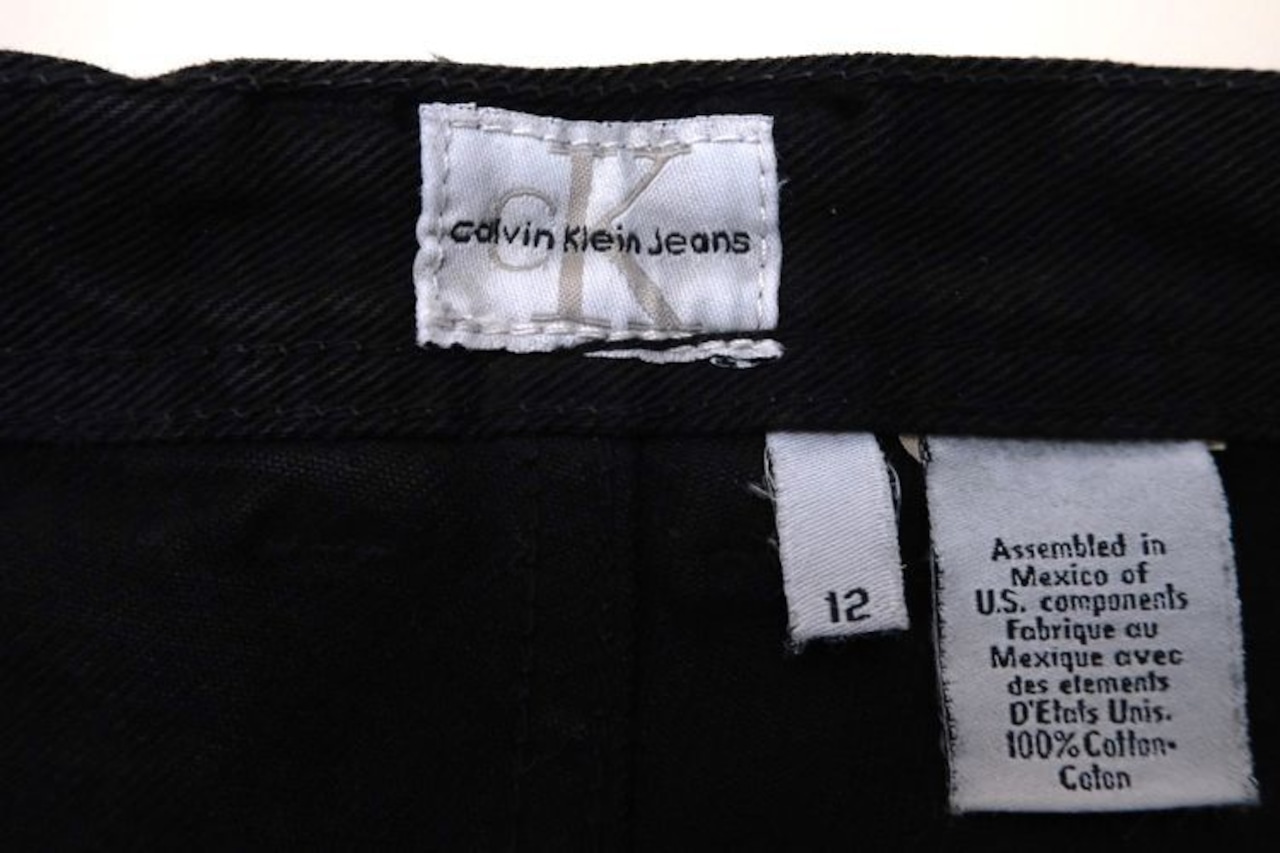 cK
Calvin Klein Jeans
12
Assembled in
Mexico of
U.S. components
Fabrique au
Mexique avec
des elements
D'Etats Unis.
100% Cotton-
Coton